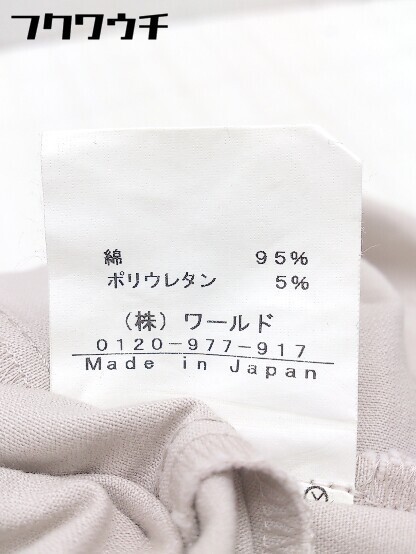 フクワウチ
綿 95%
ポリウレタン 5%
(株)ワールド
0120-977-917
Made in Japan